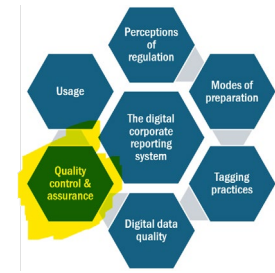 Perceptions
of
regulation
Usage
Modes of
preparation
The digital
corporate
reporting
system
Quality
control &
assurance
Tagging
practices
Digital data
quality